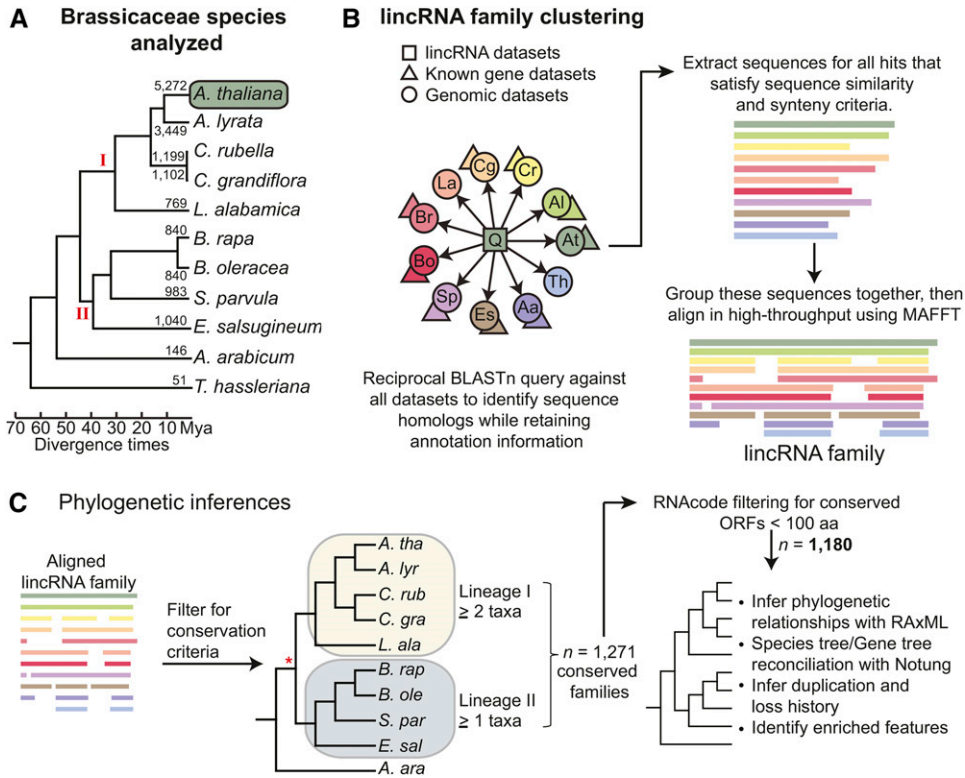 A Brassicaceae species
analyzed
5,272
A. thaliana
A. lyrata
3,449
I
1,199
C. rubella
1,102
C. grandiflora
769
L. alabamica
840
B. rapa
B. oleracea
840
983
S. parvula
II
1,040
E. salsugineum
146
A. arabicum
51
T. hassleriana
70 60 50 40 30 20 10 Mya
Divergence times
B lincRNA family clustering
lincRNA datasets
Known gene datasets
Genomic datasets
Cg
Cr
La
Al
Br
Q
At
Bo
Th
Sp
Aa
Es
Reciprocal BLASTn query against
all datasets to identify sequence
homologs while retaining
annotation information
Extract sequences for all hits that
satisfy sequence similarity
and synteny criteria.
Group these sequences together, then
align in high-throughput using MAFFT
lincRNA family
C Phylogenetic inferences
Aligned
lincRNA family
Filter for
conservation
criteria
*
A. tha
A. lyr
C. rub
C. gra
L. ala
B. rap
B. ole
S. par
E. sal
A. ara
Lineage I
≥ 2 taxa
Lineage II
≥ 1 taxa
n = 1,271
conserved
families
RNAcode filtering for conserved
ORFs < 100 aa
n = 1,180
• Infer phylogenetic
relationships with RAxML
• Species tree/Gene tree
reconciliation with Notung
• Infer duplication and
loss history
• Identify enriched features